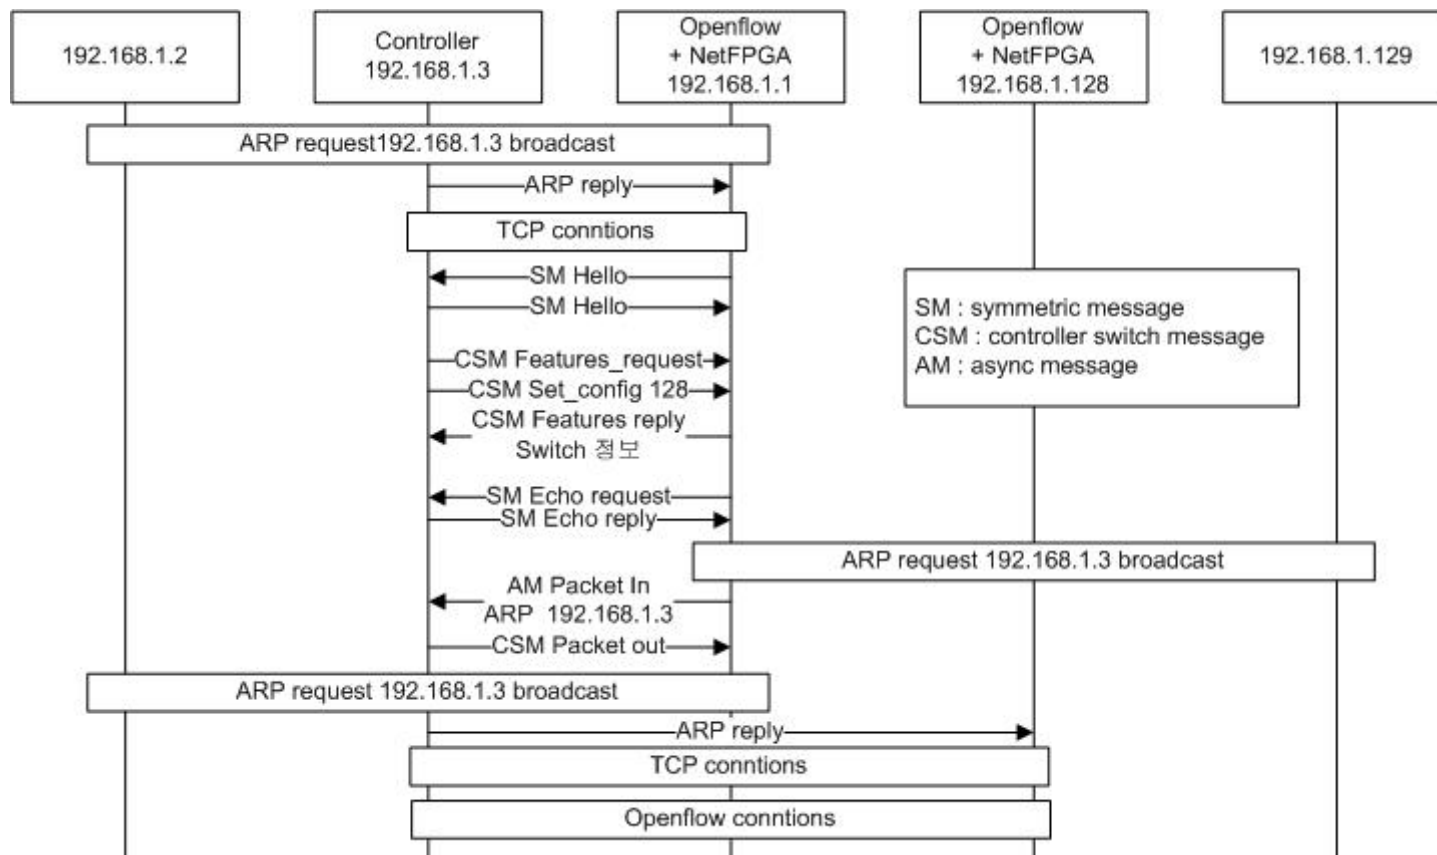 192.168.1.2
Controller
192.168.1.3
Openflow
+ NetFPGA
192.168.1.1
Openflow
+ NetFPGA
192.168.1.128
192.168.1.129
ARP request192.168.1.3 broadcast
ARP reply
TCP conntions
SM Hello
SM Hello
SM : symmetric message
CSM : controller switch message
AM : async message
CSM Features_request
CSM Set_config 128
CSM Features reply
Switch 정보
SM Echo request
SM Echo reply
ARP request 192.168.1.3 broadcast
AM Packet In
ARP 192.168.1.3
CSM Packet out
ARP request 192.168.1.3 broadcast
ARP reply
TCP conntions
Openflow conntions